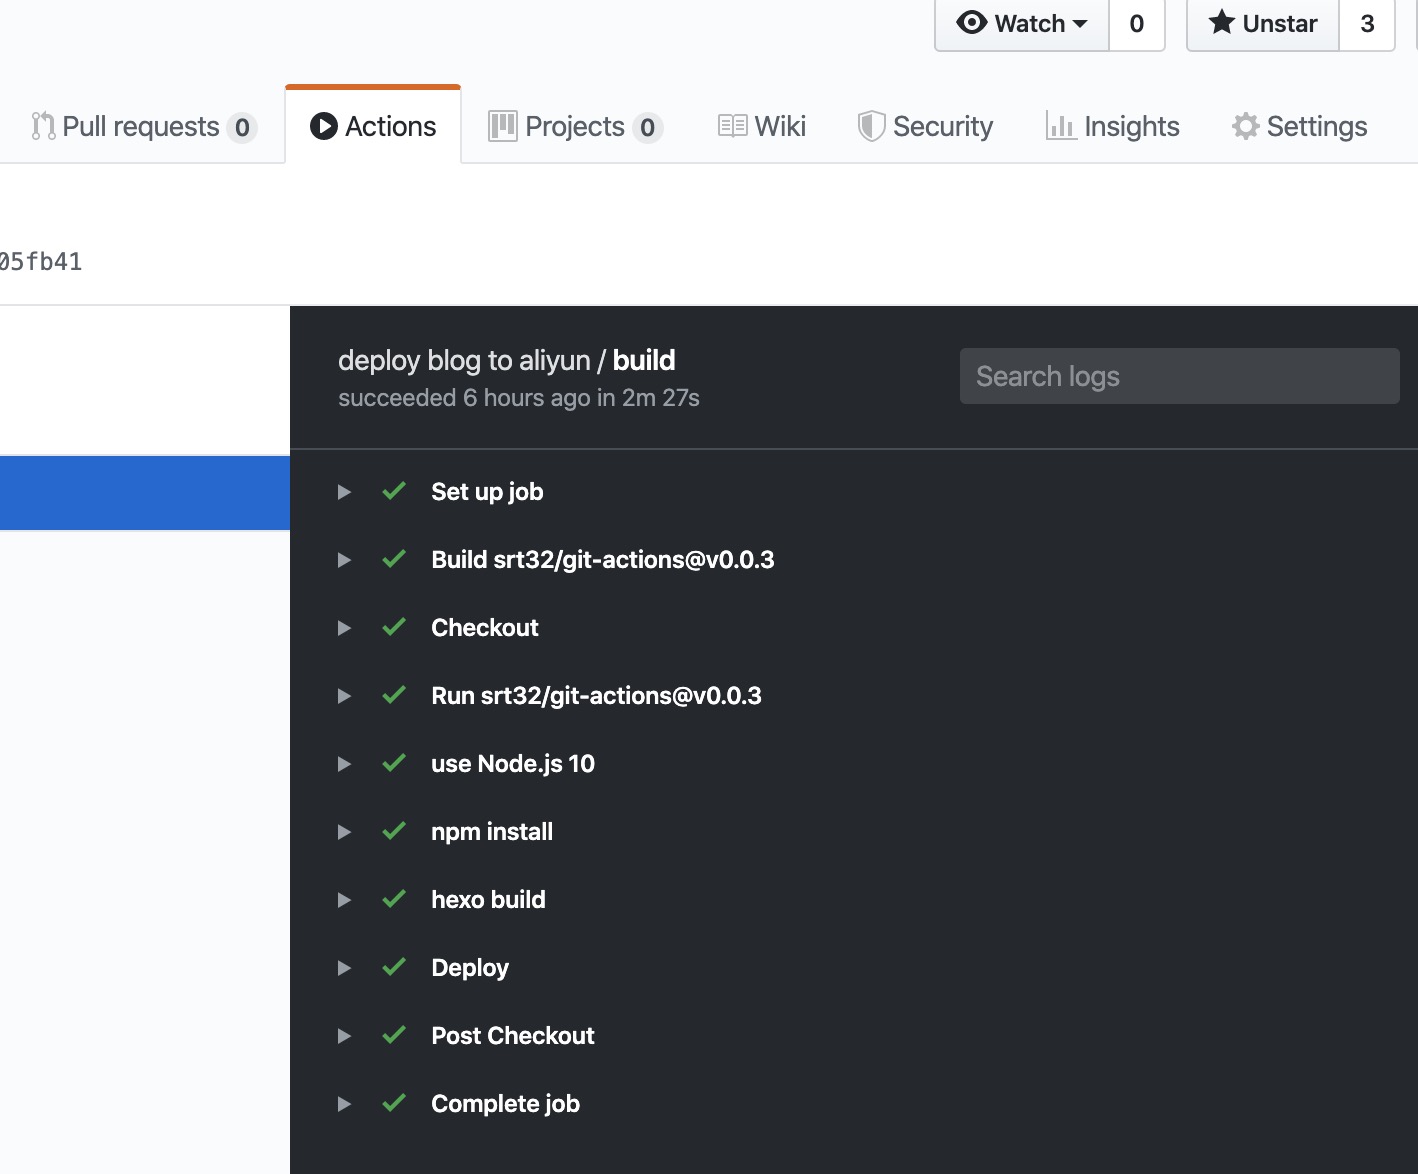 Watch 0 Unstar 3
Pull requests 0 Actions Projects 0 Wiki Security Insights Settings
05fb41
deploy blog to aliyun / build
succeeded 6 hours ago in 2m 27s
Search logs
Set up job
Build srt32/git-actions@v0.0.3
Checkout
Run srt32/git-actions@v0.0.3
use Node.js 10
npm install
hexo build
Deploy
Post Checkout
Complete job